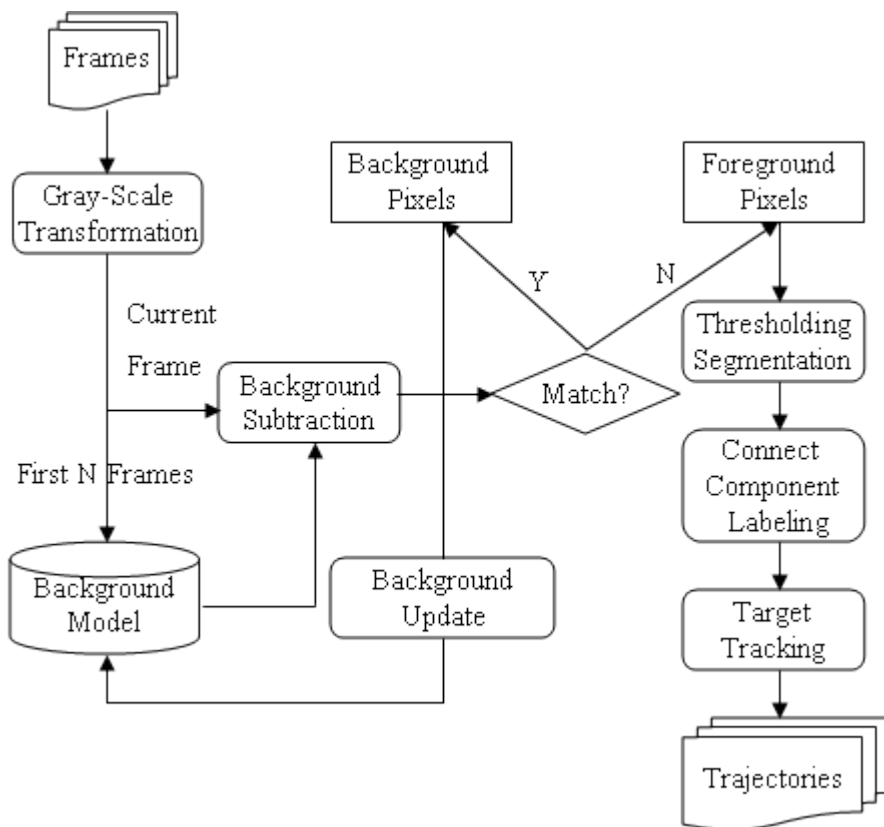 Frames
Gray-Scale
Transformation
Current
Frame
First N Frames
Background
Model
Background
Subtraction
Match?
Y
N
Background
Pixels
Background
Update
Foreground
Pixels
Thresholding
Segmentation
Connect
Component
Labeling
Target
Tracking
Trajectories